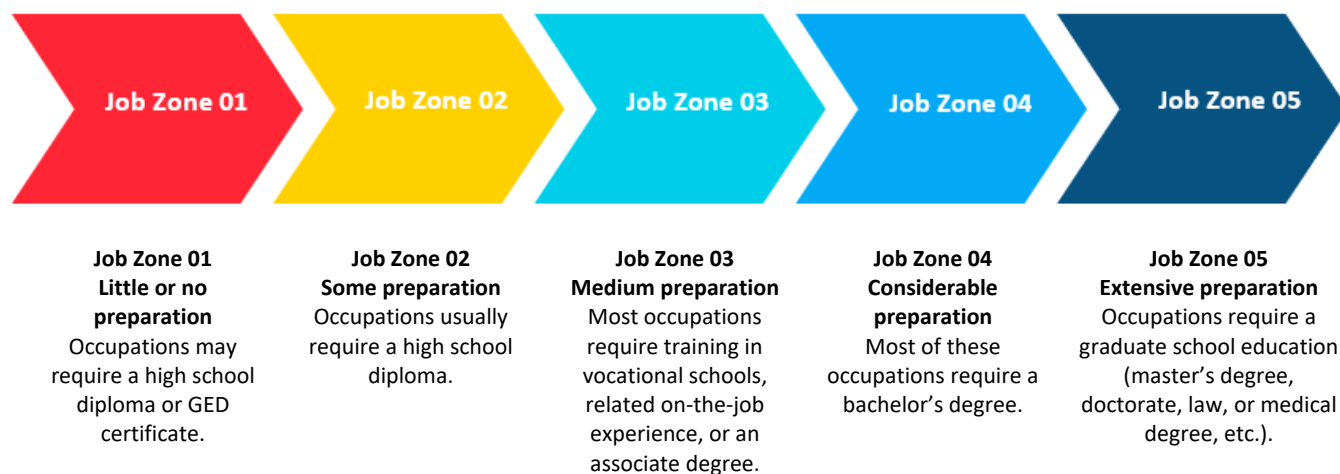 Job Zone 01
Job Zone 02
Job Zone 03
Job Zone 04
Job Zone 05
Job Zone 01
Little or no
preparation
Occupations may
require a high school
diploma or GED
certificate.
Job Zone 02
Some preparation
Occupations usually
require a high school
diploma.
Job Zone 03
Medium preparation
Most occupations
require training in
vocational schools,
related on-the-job
experience, or an
associate degree.
Job Zone 04
Considerable
preparation
Most of these
occupations require a
bachelor’s degree.
Job Zone 05
Extensive preparation
Occupations require a
graduate school education
(master’s degree,
doctorate, law, or medical
degree, etc.).